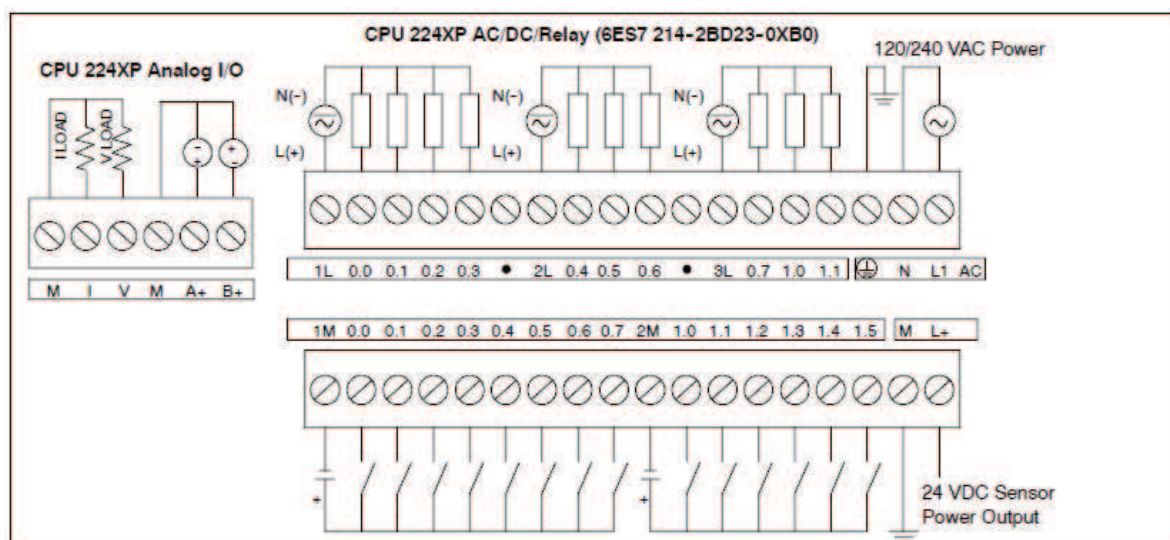 CPU 224XP AC/DC/Relay (6ES7 214-2BD23-0XB0)
120/240 VAC Power
CPU 224XP Analog I/O
I LOAD
V LOAD
N(-)
N(-)
N(-)
L(+)
L(+)
L(+)
- +
+ -
1L 0.0 0.1 0.2 0.3 • 2L 0.4 0.5 0.6 • 3L 0.7 1.0 1.1 N L1 AC
M I V M A+ B+
1M 0.0 0.1 0.2 0.3 0.4 0.5 0.6 0.7 2M 1.0 1.1 1.2 1.3 1.4 1.5 M L+
+
+
24 VDC Sensor
Power Output